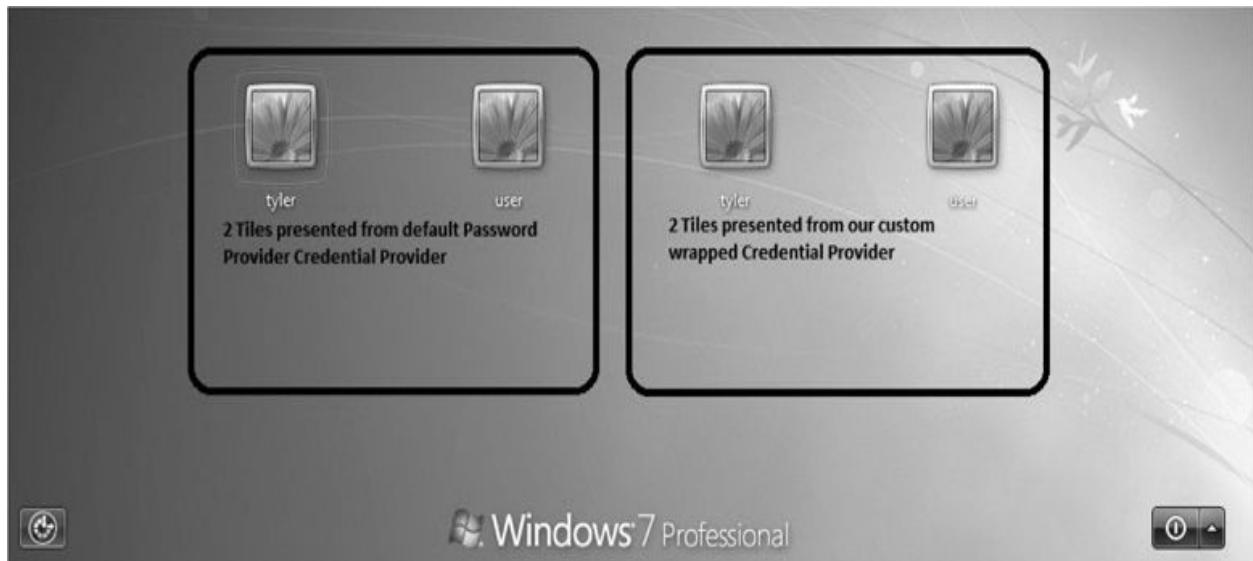 tyler
user
2 Tiles presented from default Password
Provider Credential Provider
tyler
user
2 Tiles presented from our custom
wrapped Credential Provider
Windows 7 Professional